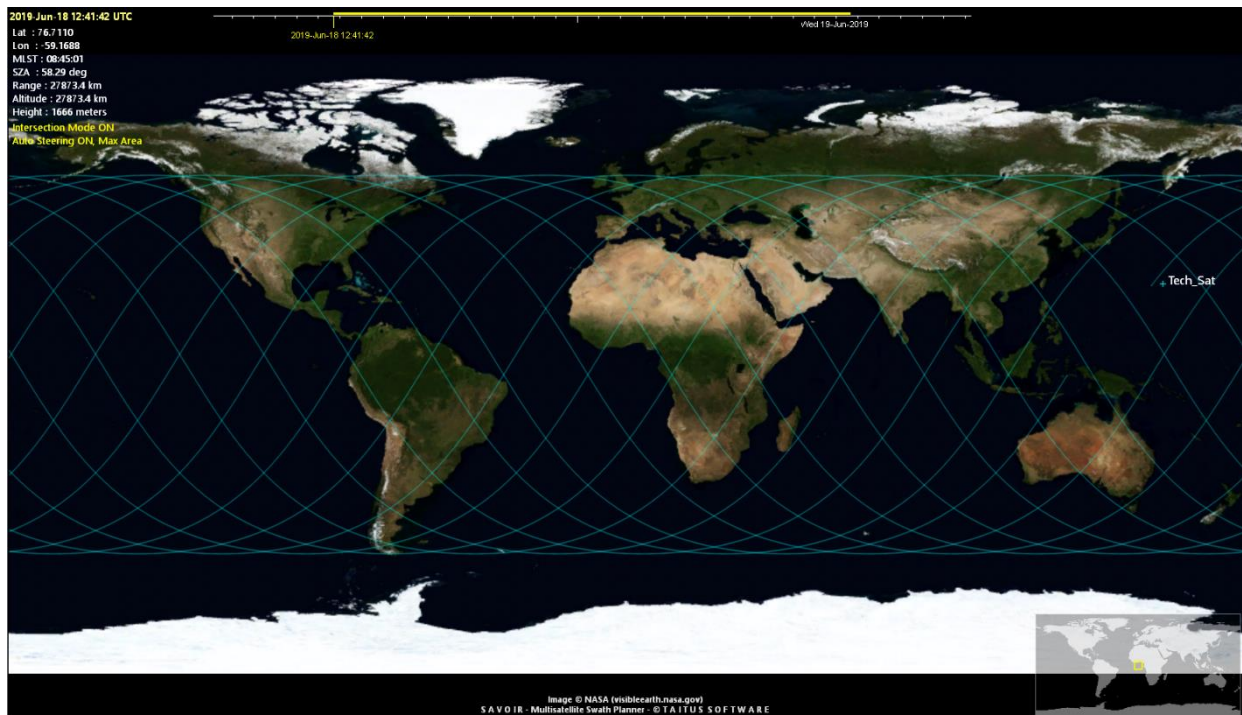 2019-Jun-18 12:41:42 UTC
Lat : 76.7110
Lon : -59.1688
MLST : 08:45:01
SZA : 58.29 deg
Range : 27873.4 km
Altitude : 27873.4 km
Height : 1666 meters
Intersection Mode ON
Auto Steering ON, Max Area
2019-Jun-18 12:41:42
Wed 19-Jun-2019
Tech_Sat
Image © NASA (visibleearth.nasa.gov)
S A V O I R - Multisatellite Swath Planner - © T A I T U S S O F T W A R E